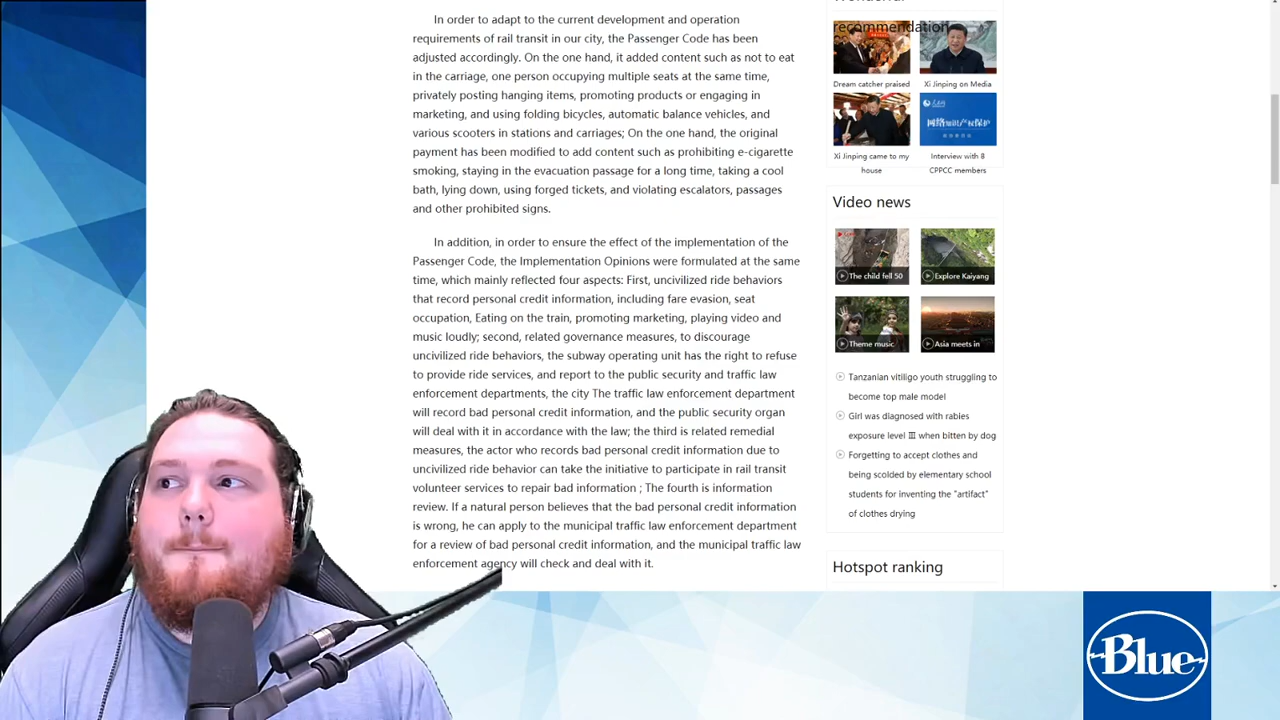 In order to adapt to the current development and operation
requirements of rail transit in our city, the Passenger Code has been
adjusted accordingly. On the one hand, it added content such as not to eat
in the carriage, one person occupying multiple seats at the same time,
privately posting hanging items, promoting products or engaging in
marketing, and using folding bicycles, automatic balance vehicles, and
various scooters in stations and carriages; On the one hand, the original
payment has been modified to add content such as prohibiting e-cigarette
smoking, staying in the evacuation passage for a long time, taking a cool
bath, lying down, using forged tickets, and violating escalators, passages
and other prohibited signs.
In addition, in order to ensure the effect of the implementation of the
Passenger Code, the Implementation Opinions were formulated at the same
time, which mainly reflected four aspects: First, uncivilized ride behaviors
that record personal credit information, including fare evasion, seat
occupation, Eating on the train, promoting marketing, playing video and
music loudly; second, related governance measures, to discourage
uncivilized ride behaviors, the subway operating unit has the right to refuse
to provide ride services, and report to the public security and traffic law
enforcement departments, the city The traffic law enforcement department
will record bad personal credit information, and the public security organ
will deal with it in accordance with the law; the third is related remedial
measures, the actor who records bad personal credit information due to
uncivilized ride behavior can take the initiative to participate in rail transit
volunteer services to repair bad information ; The fourth is information
review. If a natural person believes that the bad personal credit information
is wrong, he can apply to the municipal traffic law enforcement department
for a review of bad personal credit information, and the municipal traffic law
enforcement agency will check and deal with it.
recommendation
Dream catcher praised
Xi Jinping on Media
Xi Jinping came to my
house
Interview with 8
CPPCC members
Video news
The child fell 50
Explore Kaiyang
Theme music
Asia meets in
Tanzanian vitiligo youth struggling to
become top male model
Girl was diagnosed with rabies
exposure level Ⅲ when bitten by dog
Forgetting to accept clothes and
being scolded by elementary school
students for inventing the "artifact"
of clothes drying
Hotspot ranking
Blue